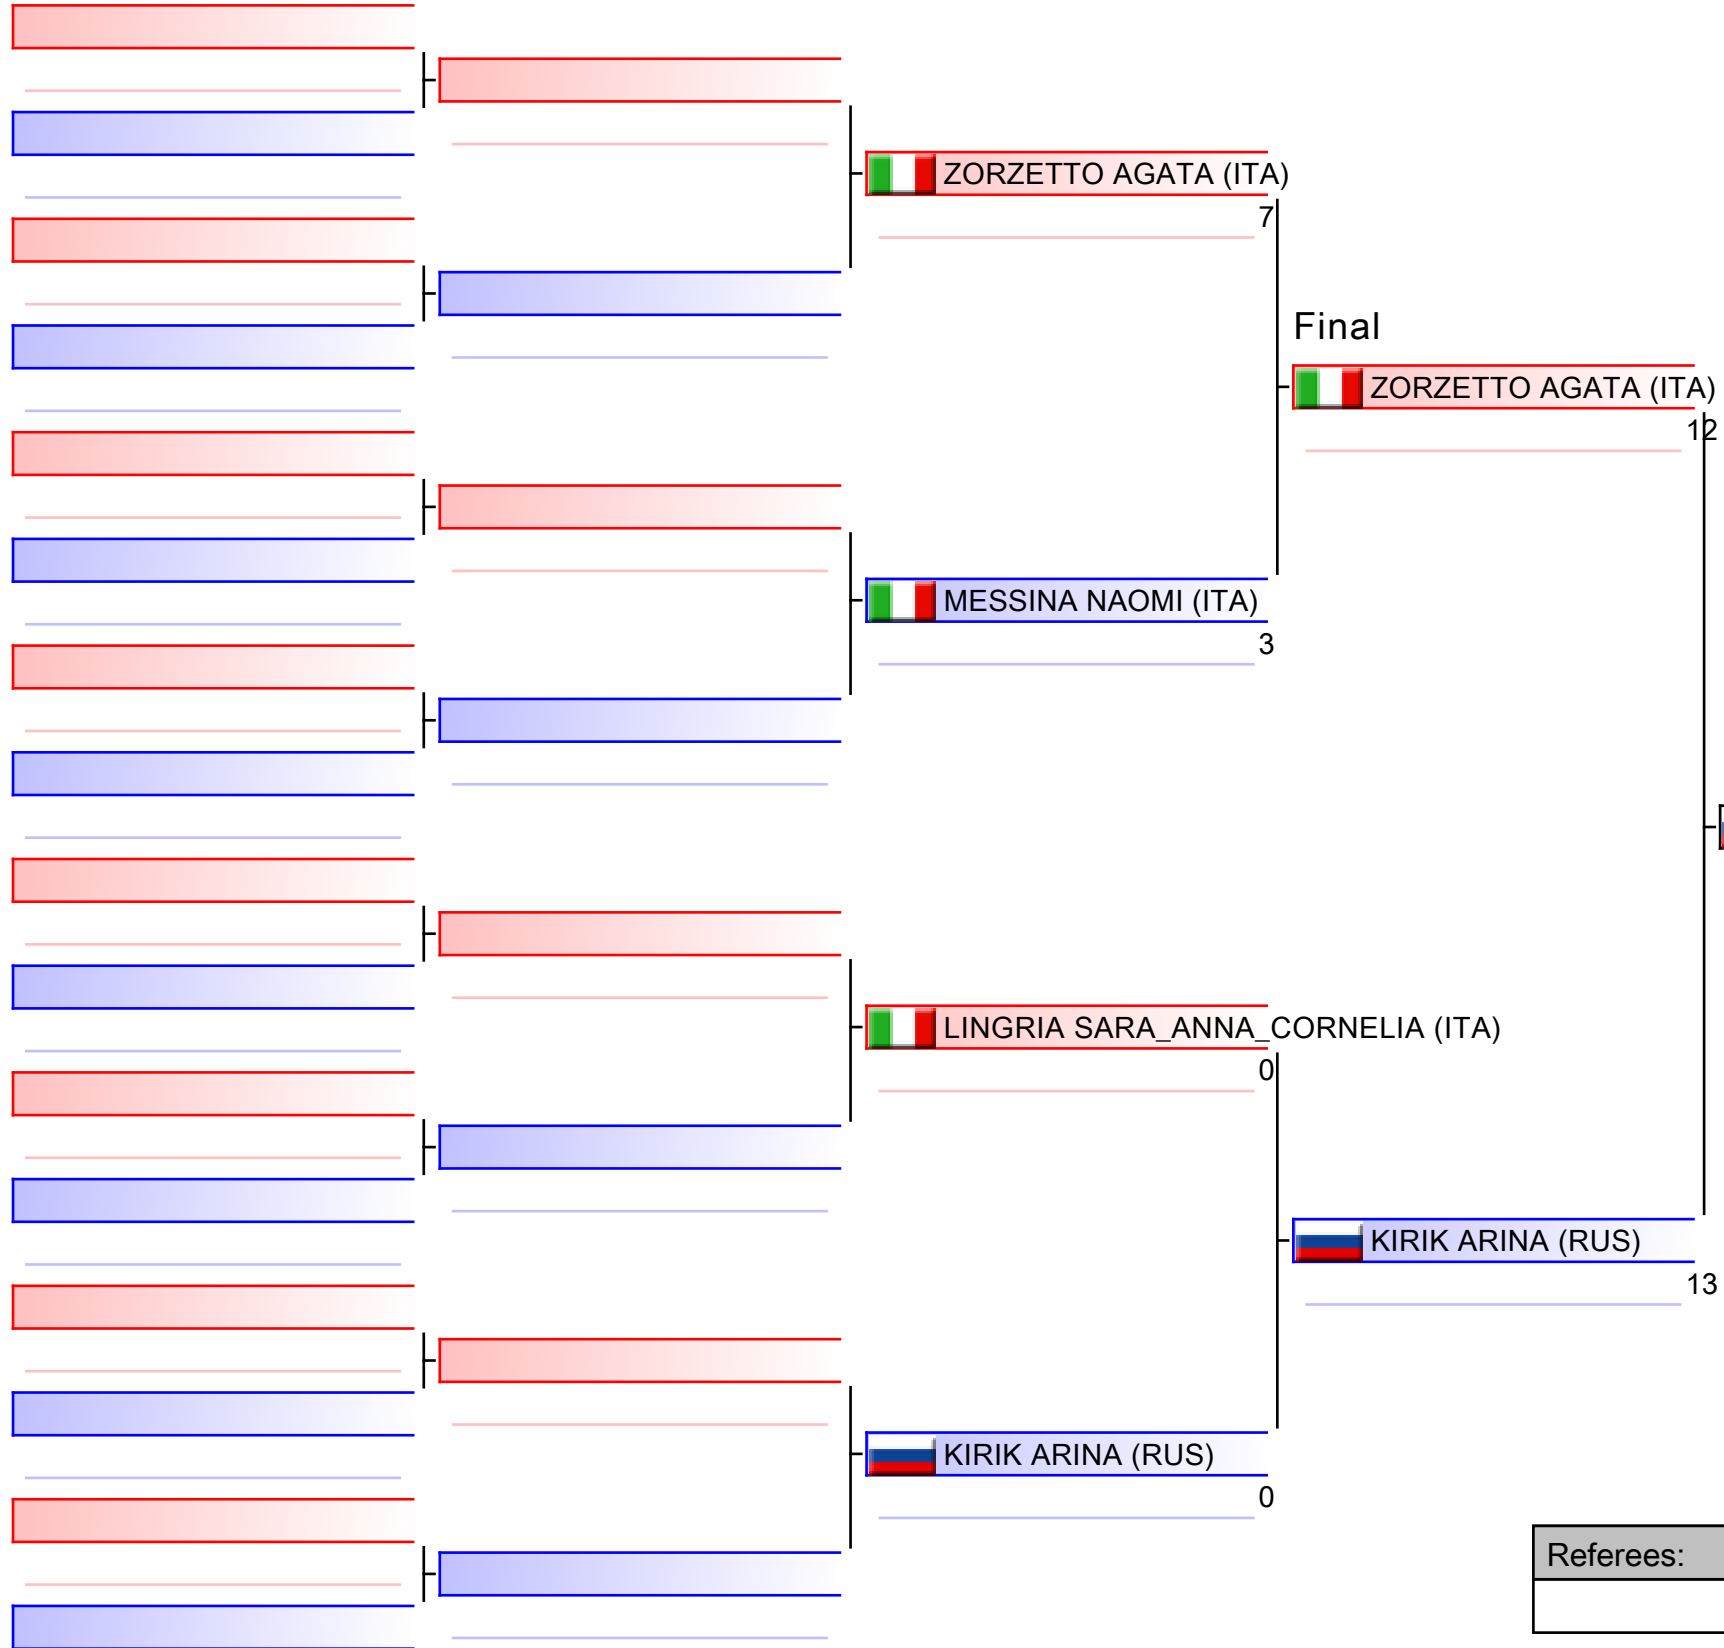 ZORZETTO AGATA (ITA)
7
Final
ZORZETTO AGATA (ITA)
12
MESSINA NAOMI (ITA)
3
LINGRIA SARA_ANNA_CORNELIA (ITA)
0
KIRIK ARINA (RUS)
13
KIRIK ARINA (RUS)
0
Referees: